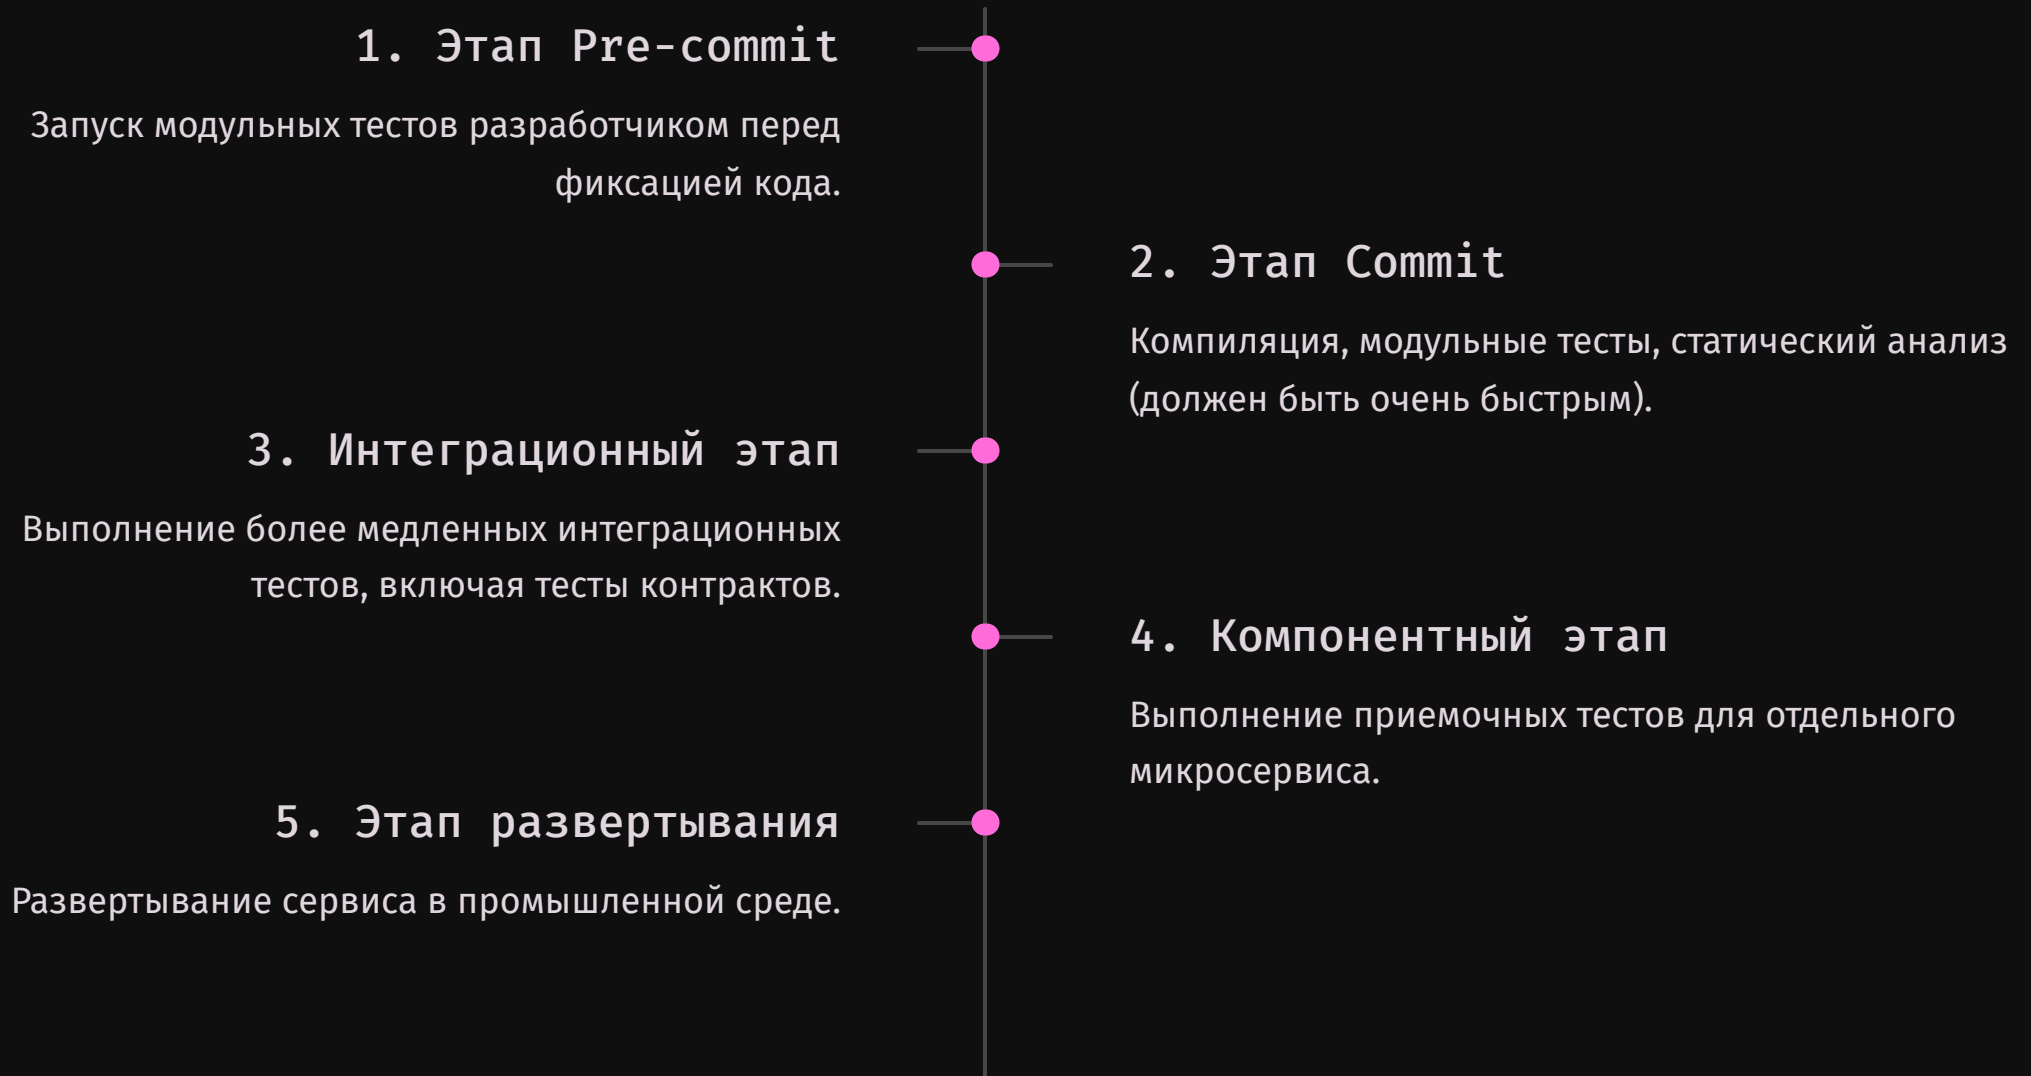 1. Этап Pre-commit
Запуск модульных тестов разработчиком перед
фиксацией кода.
2. Этап Commit
Компиляция, модульные тесты, статический анализ
(должен быть очень быстрым).
3. Интеграционный этап
Выполнение более медленных интеграционных
тестов, включая тесты контрактов.
4. Компонентный этап
Выполнение приемочных тестов для отдельного
микросервиса.
5. Этап развертывания
Развертывание сервиса в промышленной среде.